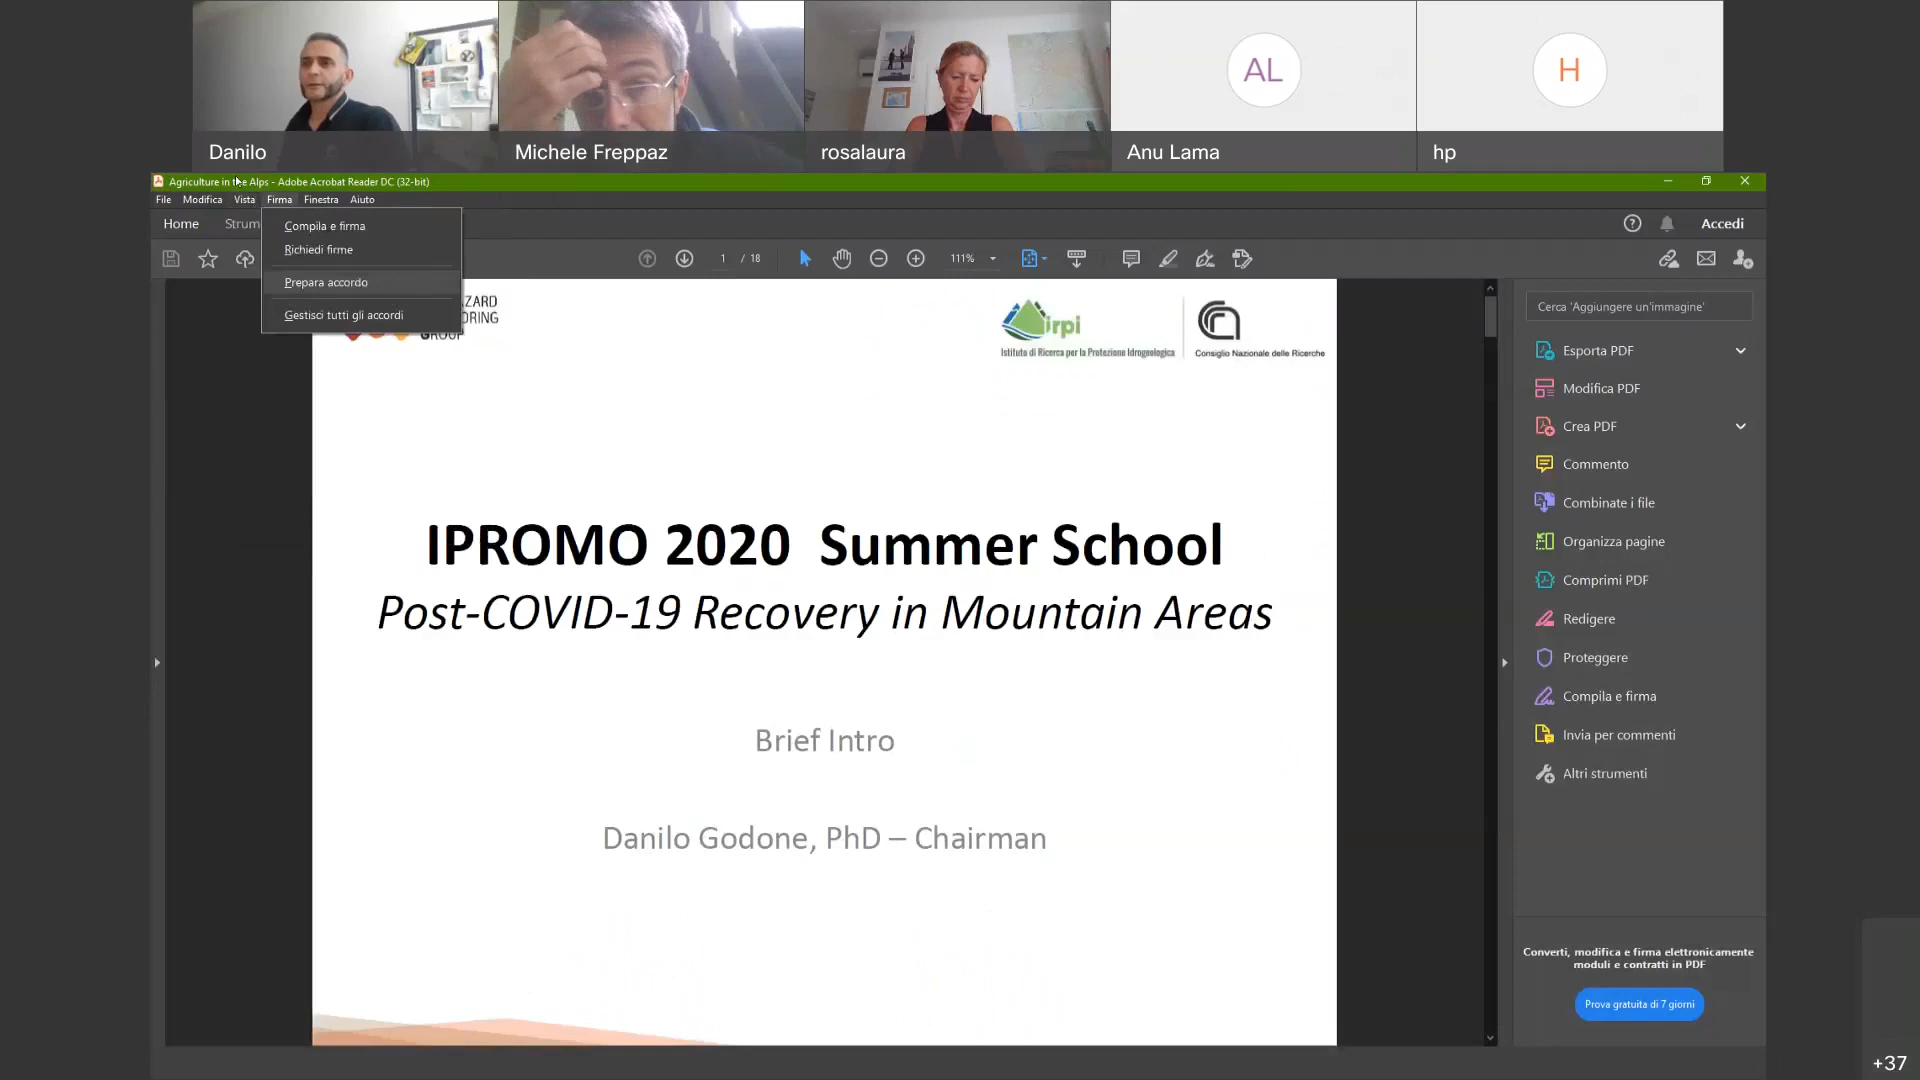 AL
H
Danilo
Michele Freppaz
rosalaura
Anu Lama
hp
Agriculture in the Alps - Adobe Acrobat Reader DC (32-bit)
File Modifica Vista Firma Finestra Aiuto
Home
Accedi
Compila e firma
Richiedi firme
Prepara accordo
Gestisci tutti gli accordi
1 / 18
111%
GROUP
irpi
Istituto di Ricerca per la Protezione Idrogeologica
Consiglio Nazionale delle Ricerche
IPROMO 2020 Summer School
Post-COVID-19 Recovery in Mountain Areas
Brief Intro
Danilo Godone, PhD – Chairman
Cerca 'Aggiungere un'immagine'
Esporta PDF
Modifica PDF
Crea PDF
Commento
Combinate i file
Organizza pagine
Comprimi PDF
Redigere
Proteggere
Compila e firma
Invia per commenti
Altri strumenti
Converti, modifica e firma elettronicamente
moduli e contratti in PDF
Prova gratuita di 7 giorni
+37